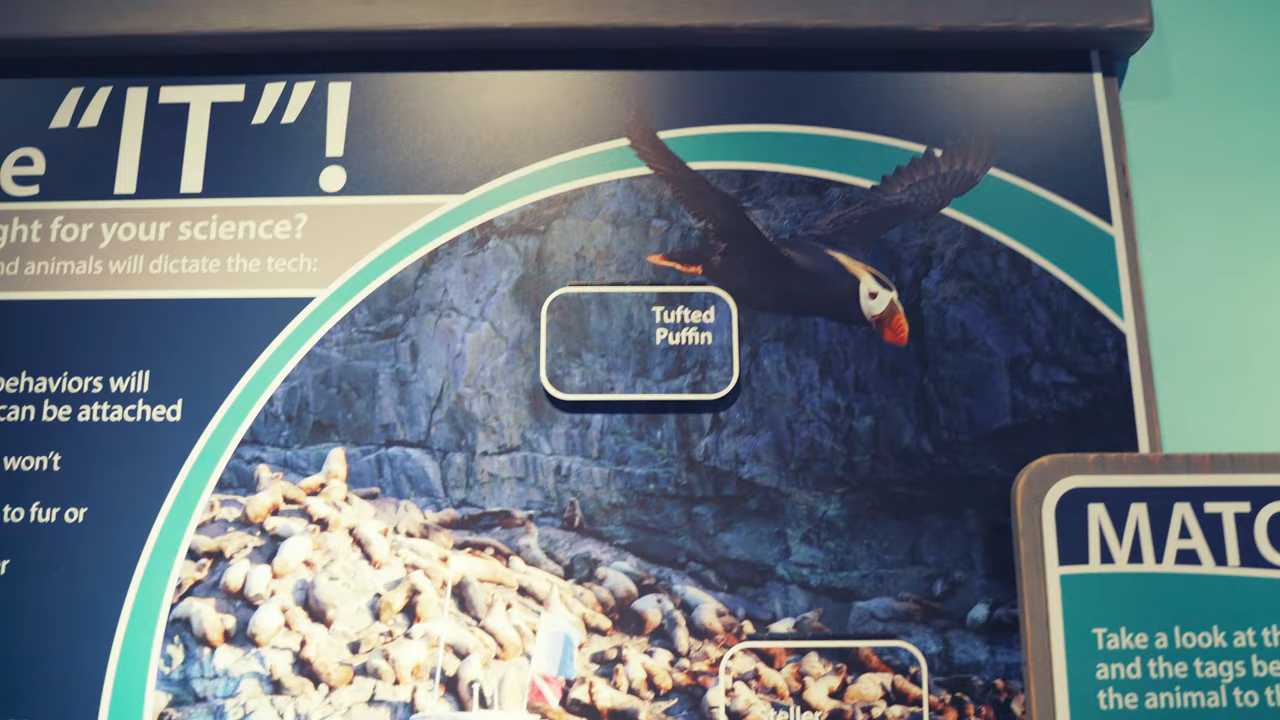 e “IT”!
ght for your science?
nd animals will dictate the tech:
behaviors will
can be attached
won’t
to fur or
r
Tufted
Puffin
teller
MATC
Take a look at th
and the tags be
the animal to th